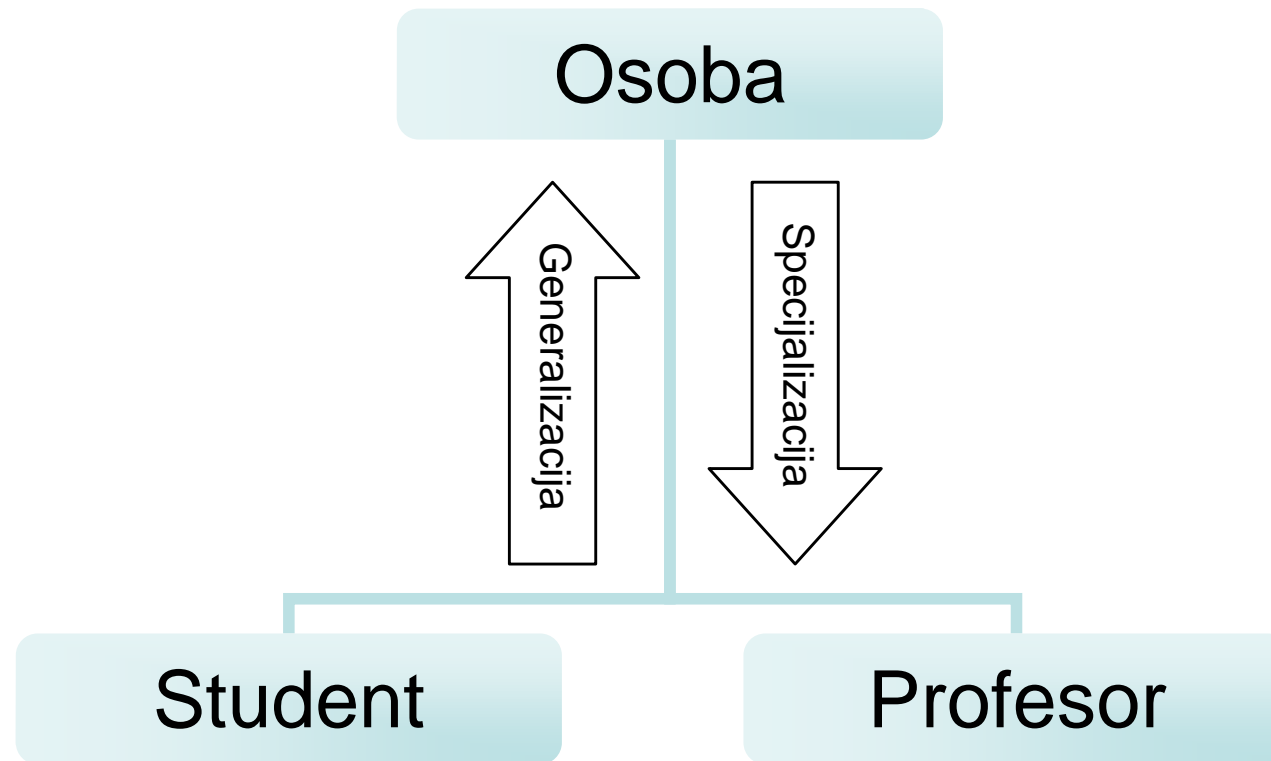 Osoba
Generalizacija
Specijalizacija
Student
Profesor